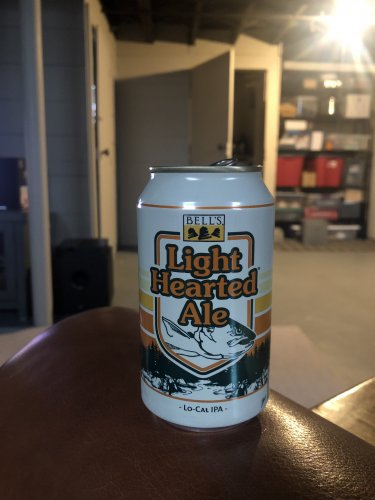 BELL'S
Light
Hearted
Ale
- LO-CAL IPA -